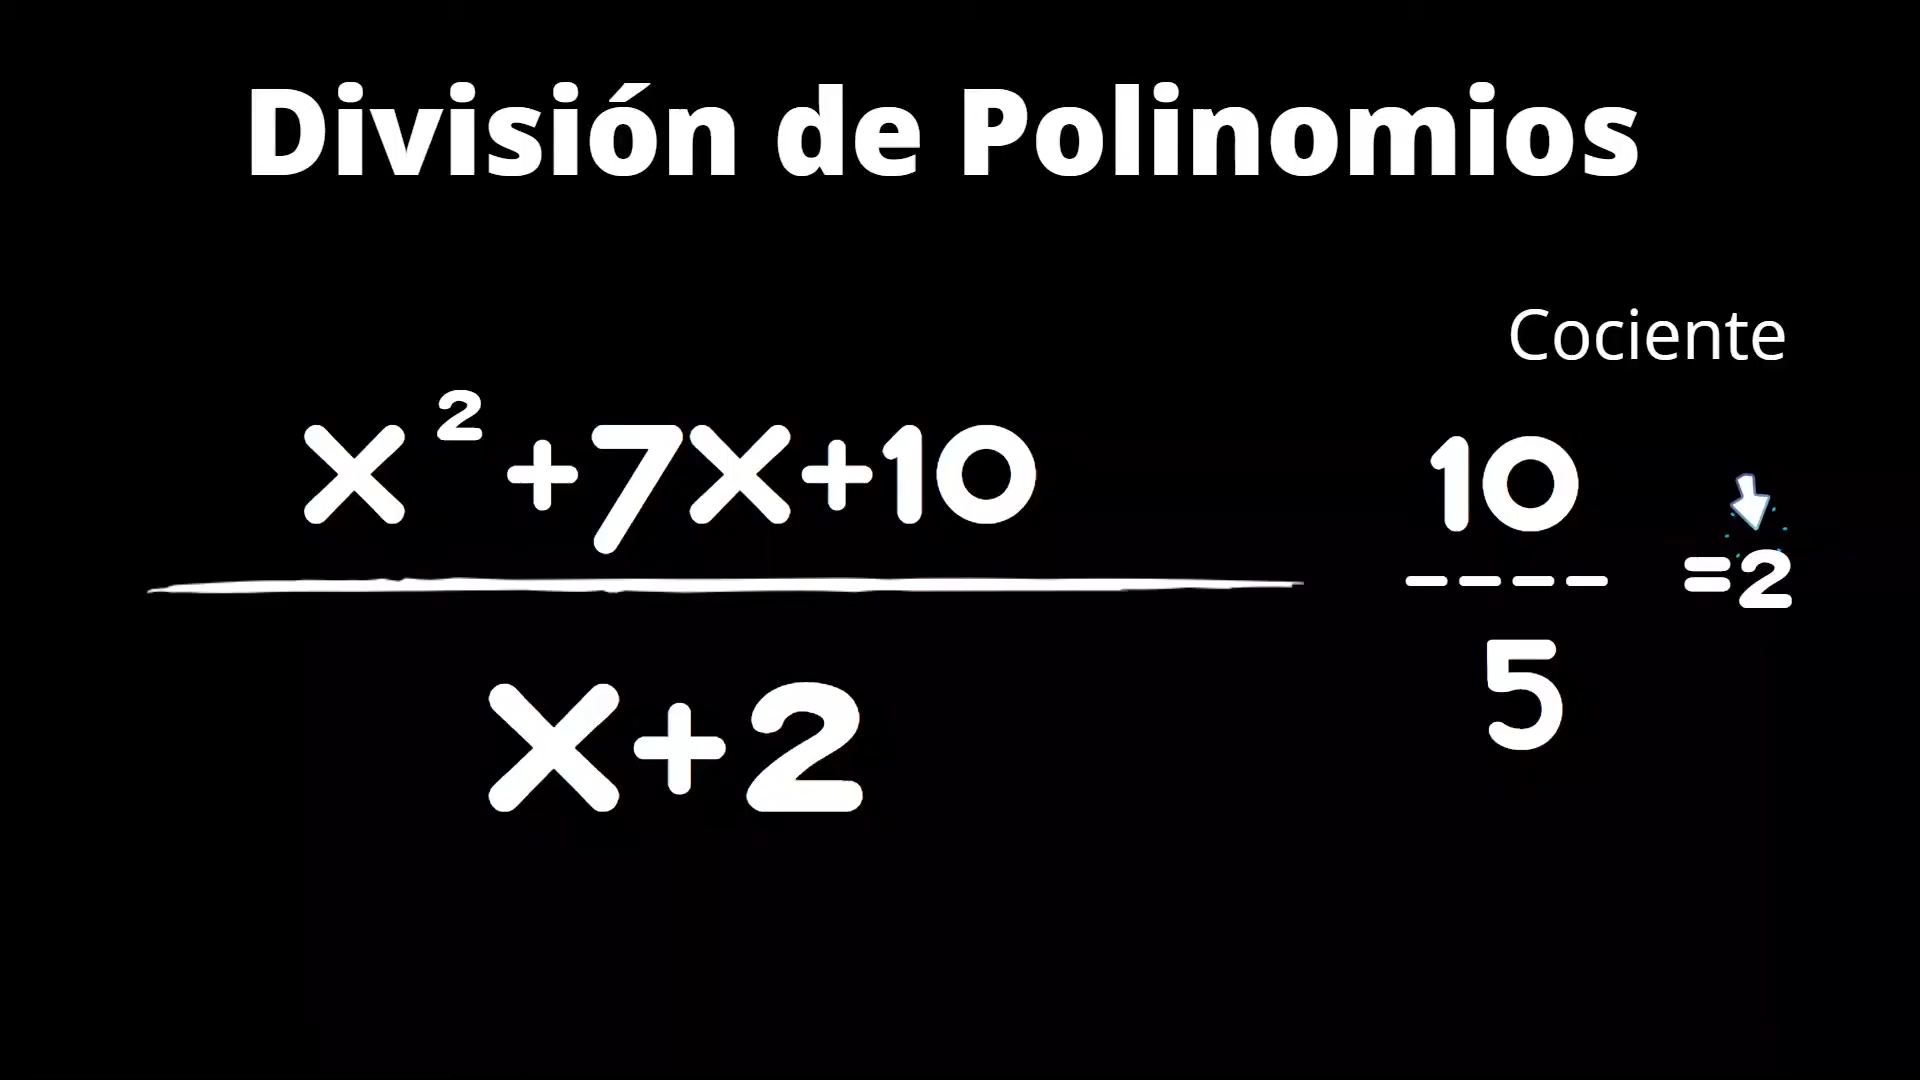 División de Polinomios
Cociente
x²+7x+10
x+2
10
----
5
=2